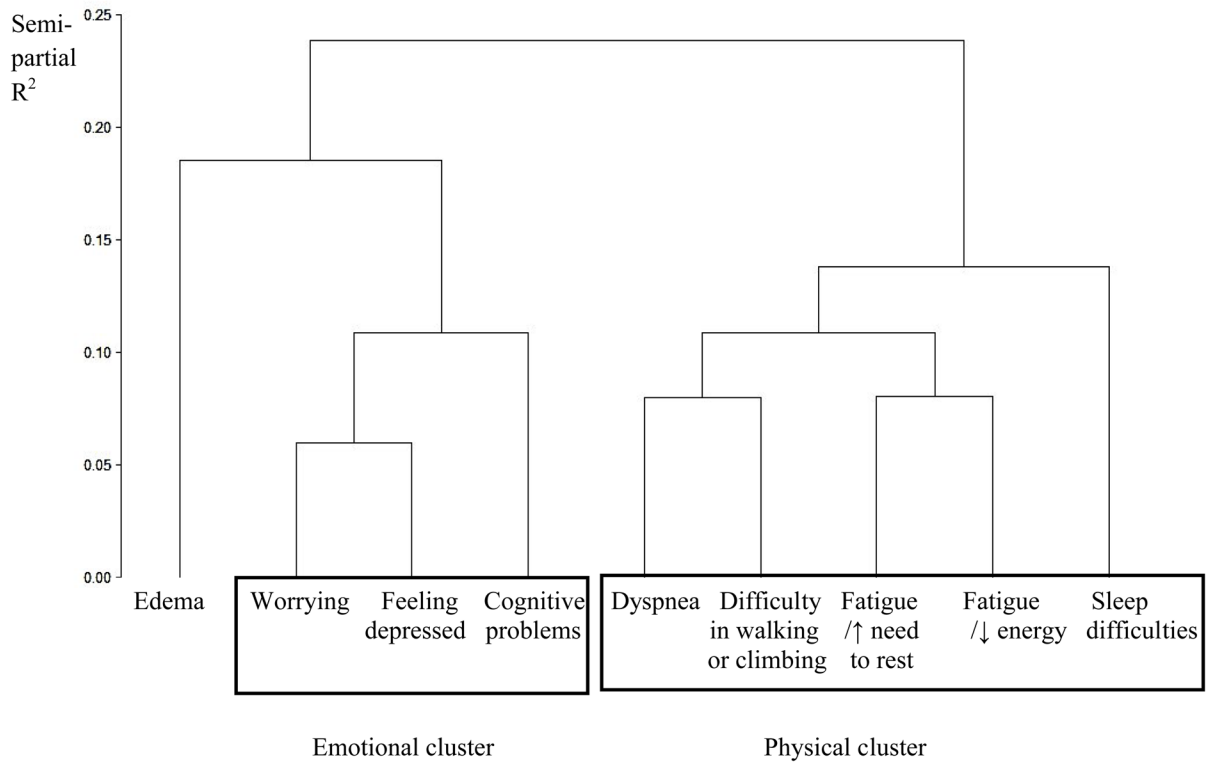 Semi-
partial
R²
0.25
0.20
0.15
0.10
0.05
0.00
Edema
Worrying
Feeling
depressed
Cognitive
problems
Dyspnea
Difficulty
in walking
or climbing
Fatigue
/↑ need
to rest
Fatigue
/↓ energy
Sleep
difficulties
Emotional cluster
Physical cluster